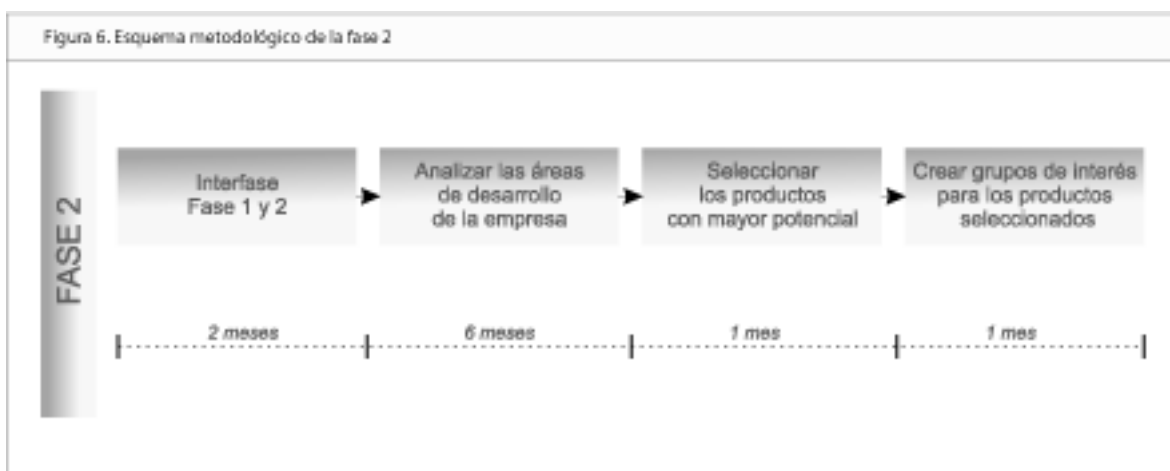 Figura 6. Esquema metodológico de la fase 2
FASE 2
Interfase
Fase 1 y 2
Analizar las áreas
de desarrollo
de la empresa
Seleccionar
los productos
con mayor potencial
Crear grupos de interés
para los productos
seleccionados
2 meses
6 meses
1 mes
1 mes